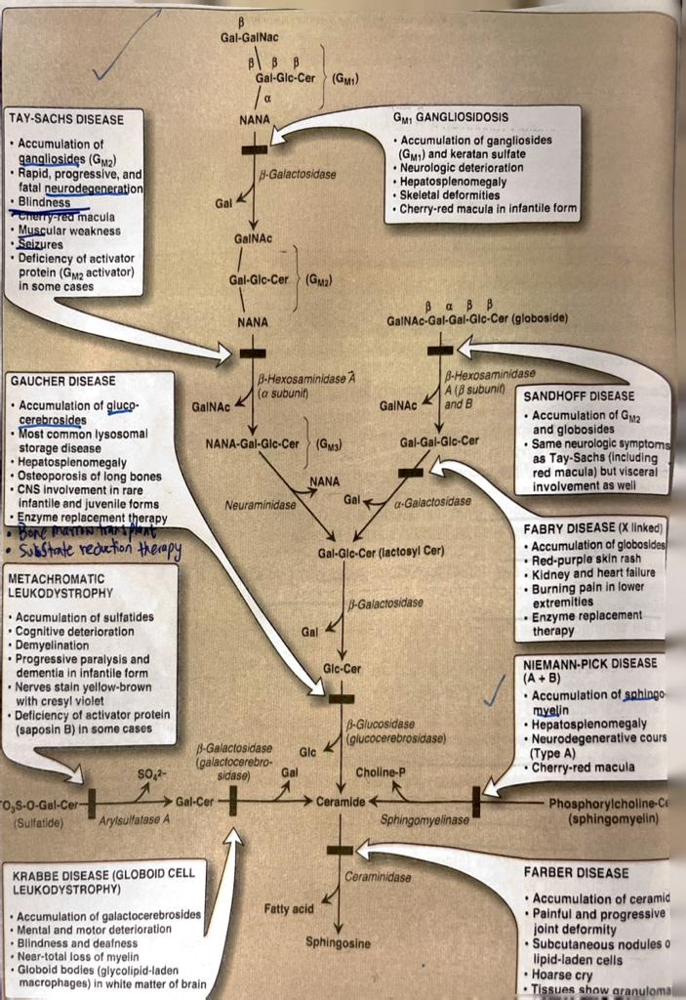 β
Gal-GalNac
β β β
Gal-Glc-Cer (GM1)
α
NANA
TAY-SACHS DISEASE
• Accumulation of
gangliosides (GM2)
• Rapid, progressive, and
fatal neurodegeneration
• Blindness
• Cherry-red macula
• Muscular weakness
• Seizures
• Deficiency of activator
protein (GM2 activator)
in some cases
GM1 GANGLIOSIDOSIS
• Accumulation of gangliosides
(GM1) and keratan sulfate
• Neurologic deterioration
• Hepatosplenomegaly
• Skeletal deformities
• Cherry-red macula in infantile form
β-Galactosidase
Gal
GalNAc
Gal-Glc-Cer (GM2)
NANA
β α β β
GalNAc-Gal-Gal-Glc-Cer (globoside)
β-Hexosaminidase A
(α subunit)
GalNAc
NANA-Gal-Glc-Cer (GM3)
β-Hexosaminidase
A (β subunit)
and B
GalNAc
Gal-Gal-Glc-Cer
SANDHOFF DISEASE
• Accumulation of GM2
and globosides
• Same neurologic symptoms
as Tay-Sachs (including
red macula) but visceral
involvement as well
GAUCHER DISEASE
• Accumulation of gluco-
cerebrosides
• Most common lysosomal
storage disease
• Hepatosplenomegaly
• Osteoporosis of long bones
• CNS involvement in rare
infantile and juvenile forms
• Enzyme replacement therapy
• Bone marrow transplant
• Substrate reduction therapy
NANA
Neuraminidase
Gal
α-Galactosidase
Gal-Glc-Cer (lactosyl Cer)
FABRY DISEASE (X linked)
• Accumulation of globosides
• Red-purple skin rash
• Kidney and heart failure
• Burning pain in lower
extremities
• Enzyme replacement
therapy
METACHROMATIC
LEUKODYSTROPHY
• Accumulation of sulfatides
• Cognitive deterioration
• Demyelination
• Progressive paralysis and
dementia in infantile form
• Nerves stain yellow-brown
with cresyl violet
• Deficiency of activator protein
(saposin B) in some cases
β-Galactosidase
Gal
Glc-Cer
NIEMANN-PICK DISEASE
(A + B)
• Accumulation of sphingo
myelin
• Hepatosplenomegaly
• Neurodegenerative cours
(Type A)
• Cherry-red macula
β-Glucosidase
(glucocerebrosidase)
Glc
β-Galactosidase
(galactocerebro-
sidase)
SO₄²⁻
Gal
Choline-P
O₃S-O-Gal-Cer
Gal-Cer
Ceramide
Phosphorylcholine-Ce
(Sulfatide)
Arylsulfatase A
Sphingomyelinase
(sphingomyelin)
KRABBE DISEASE (GLOBOID CELL
LEUKODYSTROPHY)
• Accumulation of galactocerebrosides
• Mental and motor deterioration
• Blindness and deafness
• Near-total loss of myelin
• Globoid bodies (glycolipid-laden
macrophages) in white matter of brain
Ceramidase
Fatty acid
Sphingosine
FARBER DISEASE
• Accumulation of ceramid
• Painful and progressive
joint deformity
• Subcutaneous nodules o
lipid-laden cells
• Hoarse cry
• Tissues show granuloma